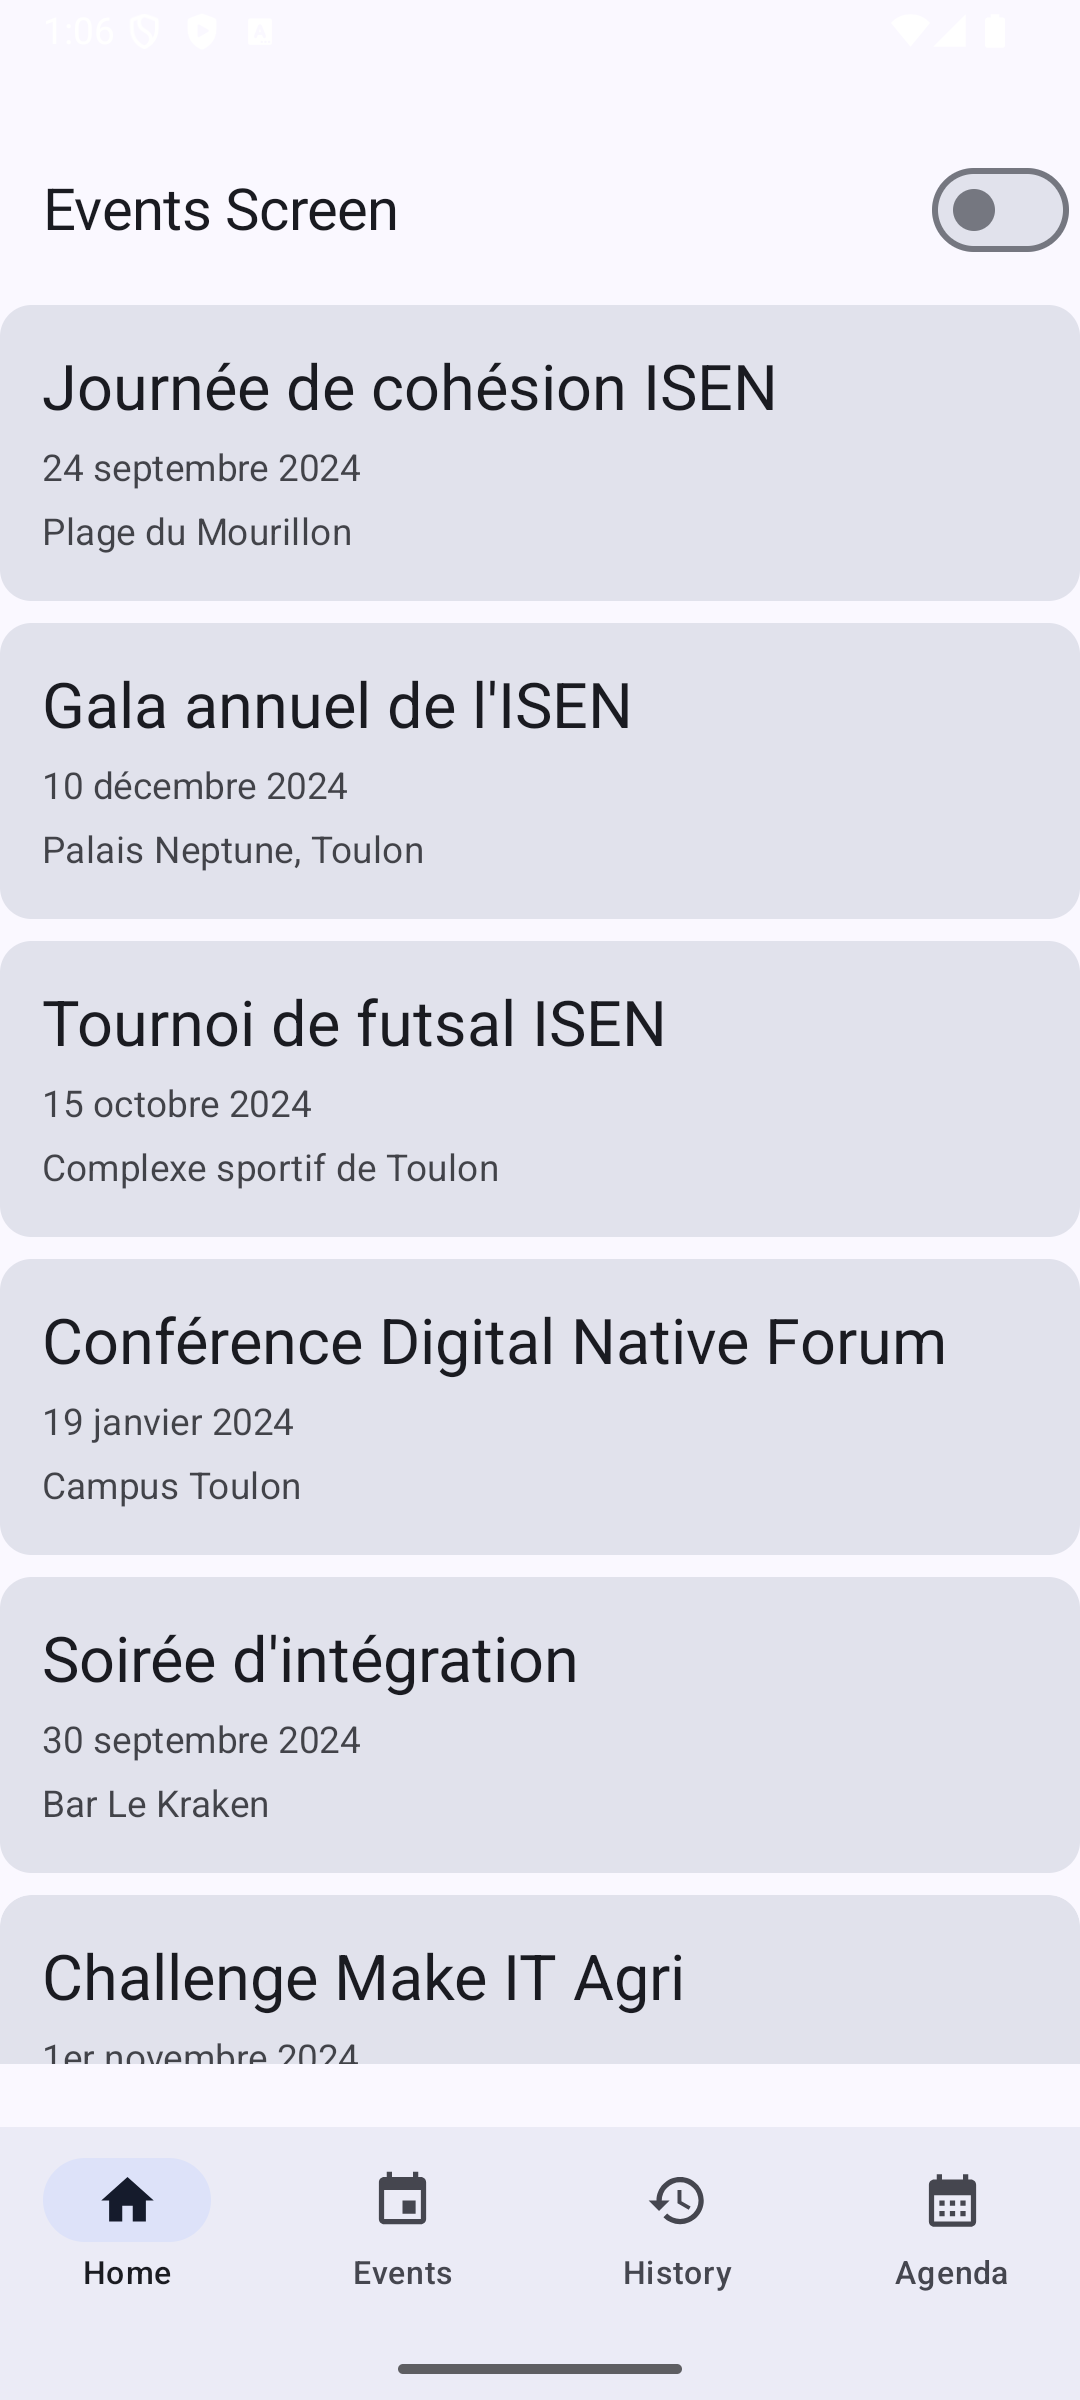 1:06
Events Screen
Journée de cohésion ISEN
24 septembre 2024
Plage du Mourillon
Gala annuel de l'ISEN
10 décembre 2024
Palais Neptune, Toulon
Tournoi de futsal ISEN
15 octobre 2024
Complexe sportif de Toulon
Conférence Digital Native Forum
19 janvier 2024
Campus Toulon
Soirée d'intégration
30 septembre 2024
Bar Le Kraken
Challenge Make IT Agri
1er novembre 2024
Home
Events
History
Agenda